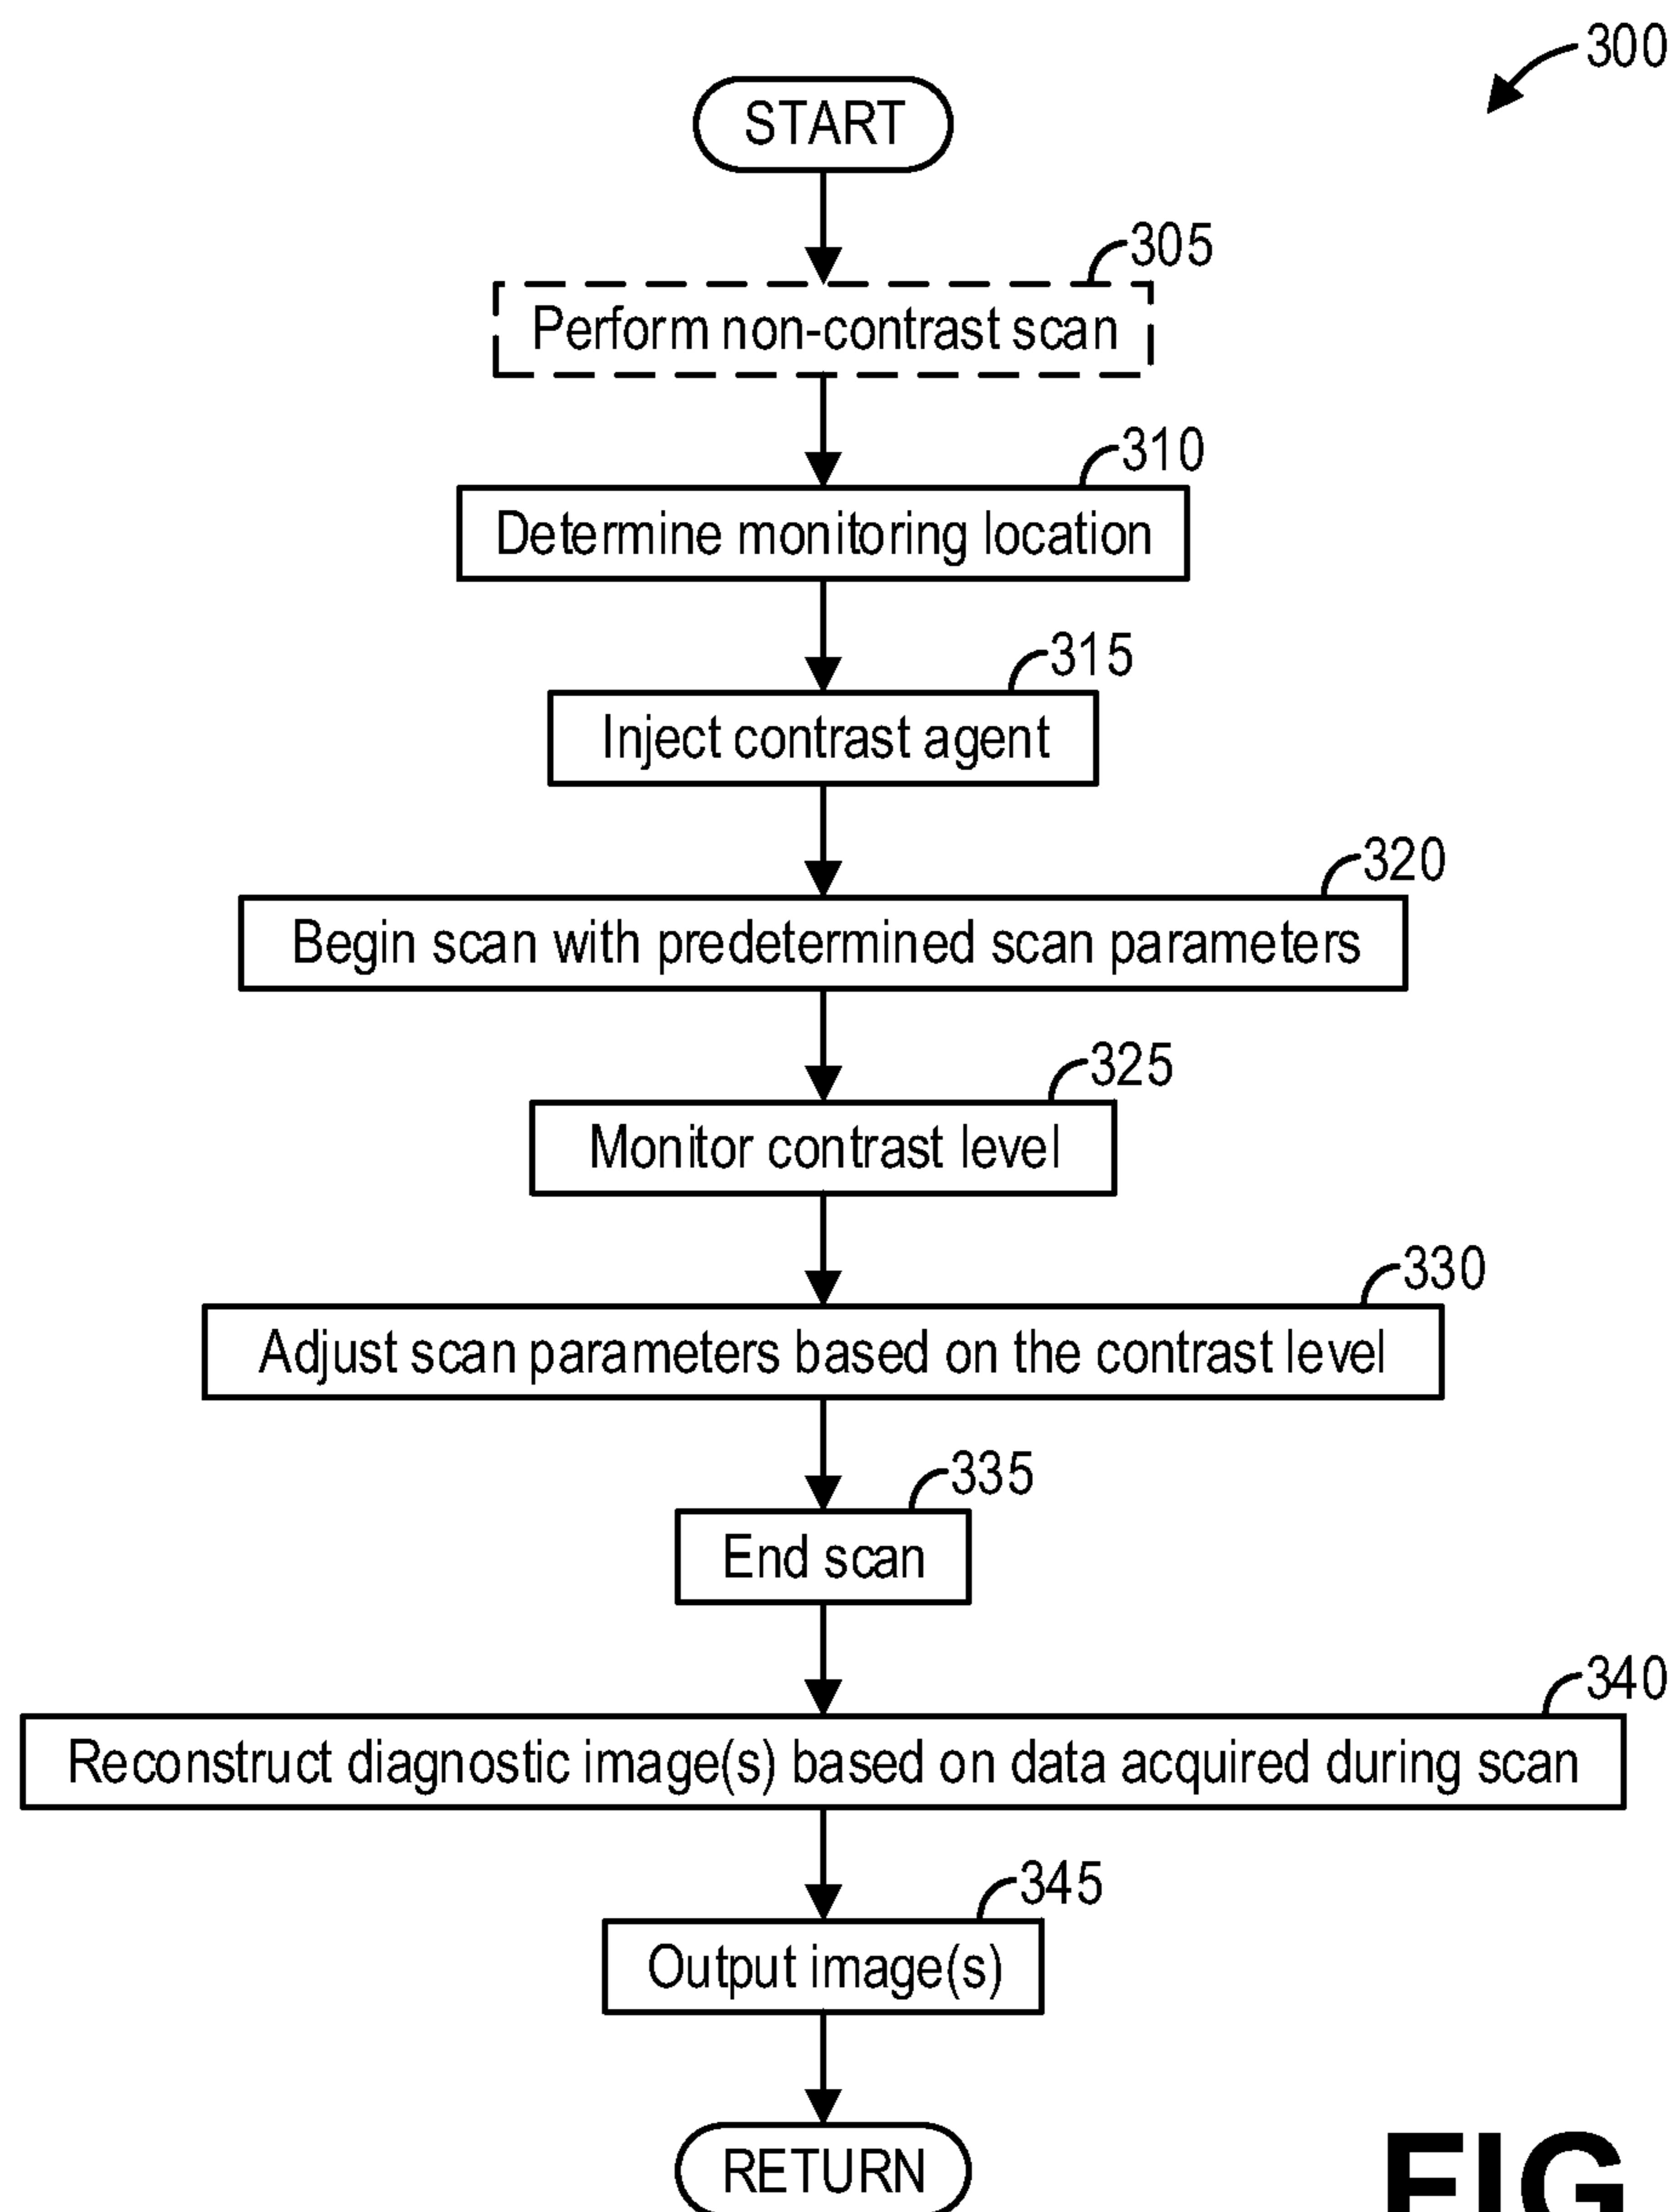 300
START
305
Perform non-contrast scan
310
Determine monitoring location
315
Inject contrast agent
320
Begin scan with predetermined scan parameters
325
Monitor contrast level
330
Adjust scan parameters based on the contrast level
335
End scan
340
Reconstruct diagnostic image(s) based on data acquired during scan
345
Output image(s)
RETURN
FIG